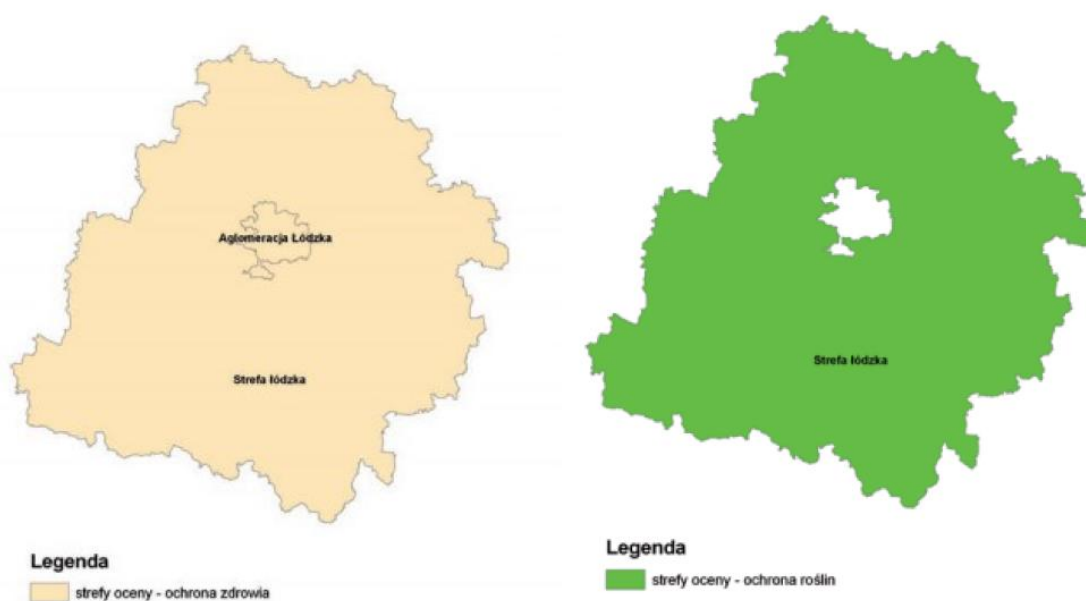 Aglomeracja Łódzka
Strefa łódzka
Legenda
strefy oceny - ochrona zdrowia
Strefa łódzka
Legenda
strefy oceny - ochrona roślin